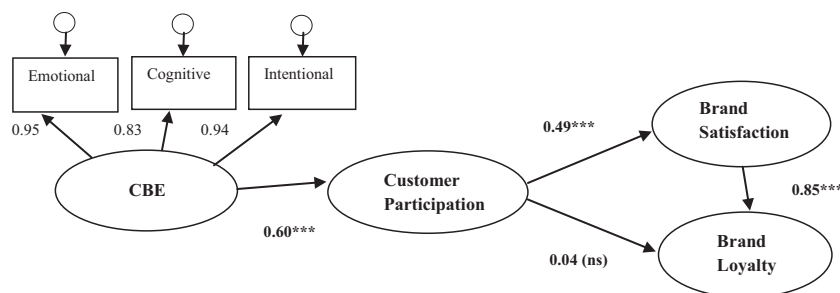 Emotional
Cognitive
Intentional
0.95
0.83
0.94
CBE
0.60***
Customer
Participation
0.49***
0.04 (ns)
Brand
Satisfaction
0.85***
Brand
Loyalty